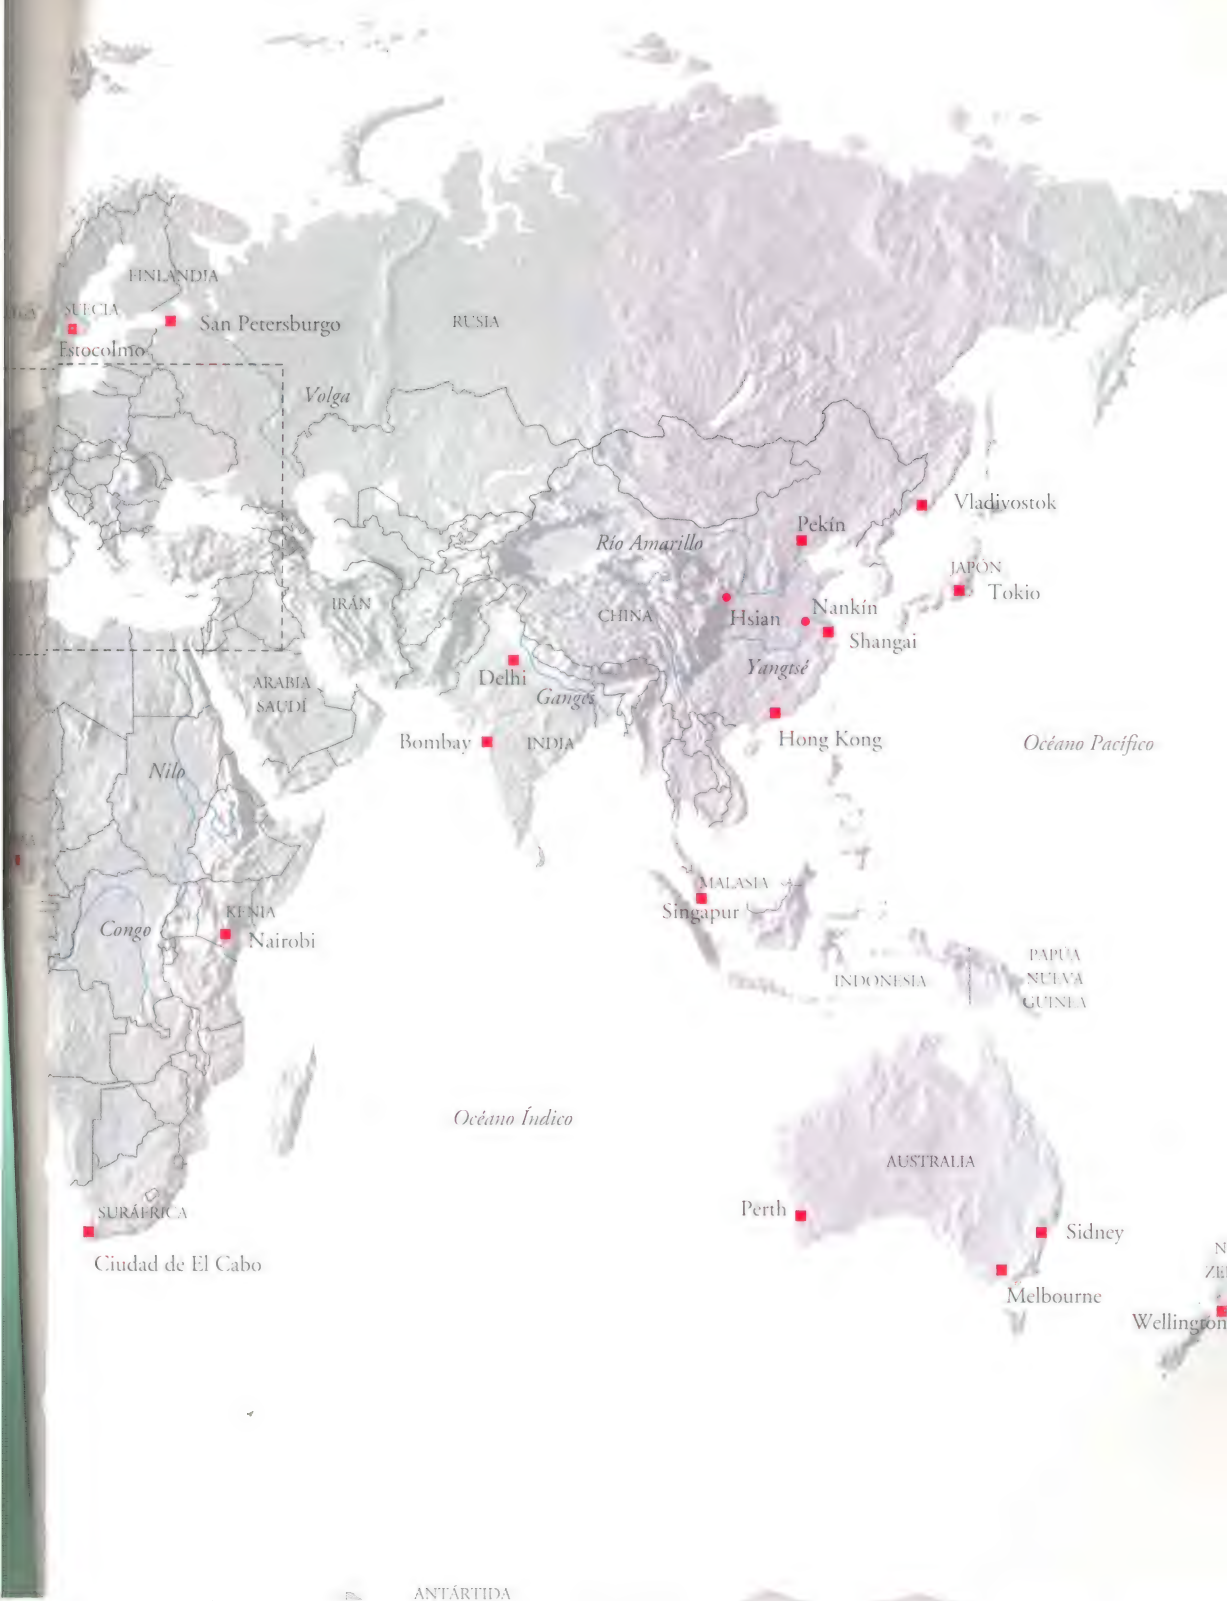 FINLANDIA
SUECIA
San Petersburgo
RUSIA
Estocolmo
Volga
Vladivostok
Pekín
Río Amarillo
JAPÓN
Tokio
IRÁN
CHINA
Hsian
Nankín
Shangai
Yangtsé
Delhi
ARABIA
SAUDÍ
Ganges
Bombay
INDIA
Hong Kong
Océano Pacífico
Nilo
MALASIA
Singapur
KENIA
Congo
Nairobi
INDONESIA
PAPÚA
NUEVA
GUINEA
Océano Índico
AUSTRALIA
Perth
SURÁFRICA
Sidney
Ciudad de El Cabo
N
ZE
Melbourne
Wellington
ANTÁRTIDA